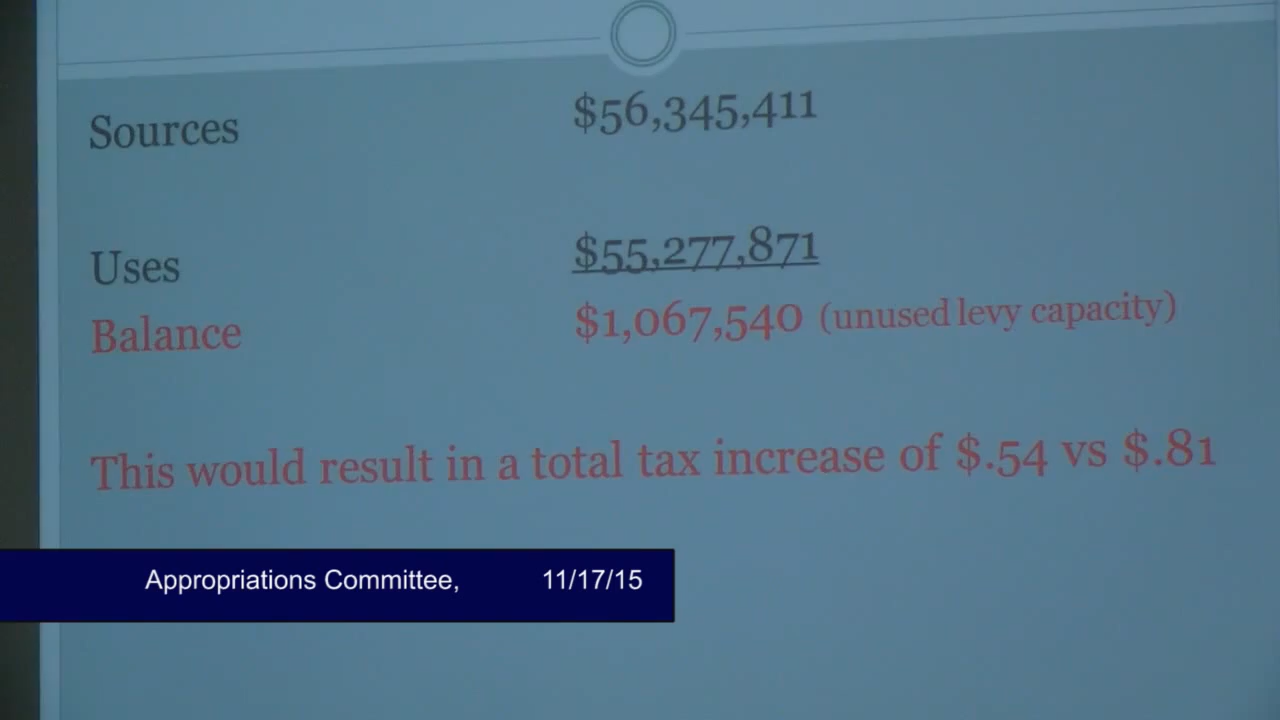 Sources $56,345,411
Uses $55,277,871
Balance $1,067,540 (unused levy capacity)
This would result in a total tax increase of $.54 vs $.81
Appropriations Committee, 11/17/15